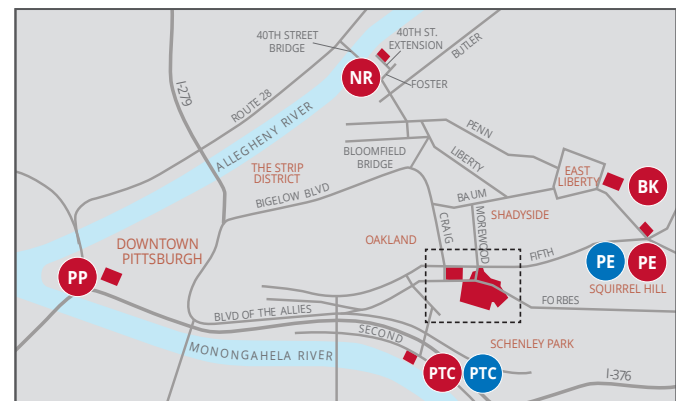 40TH STREET
BRIDGE
40TH ST.
EXTENSION
BUTLER
NR
FOSTER
I-279
ROUTE 28
ALLEGHENY RIVER
PENN
BLOOMFIELD
BRIDGE
LIBERTY
THE STRIP
DISTRICT
EAST
LIBERTY
BK
BIGELOW BLVD
BAUM
SHADYSIDE
CRAIG
MOREWOOD
OAKLAND
DOWNTOWN
PITTSBURGH
FIFTH
PE
PE
PP
SQUIRREL HILL
FORBES
BLVD OF THE ALLIES
SECOND
SCHENLEY PARK
MONONGAHELA RIVER
PTC
PTC
I-376